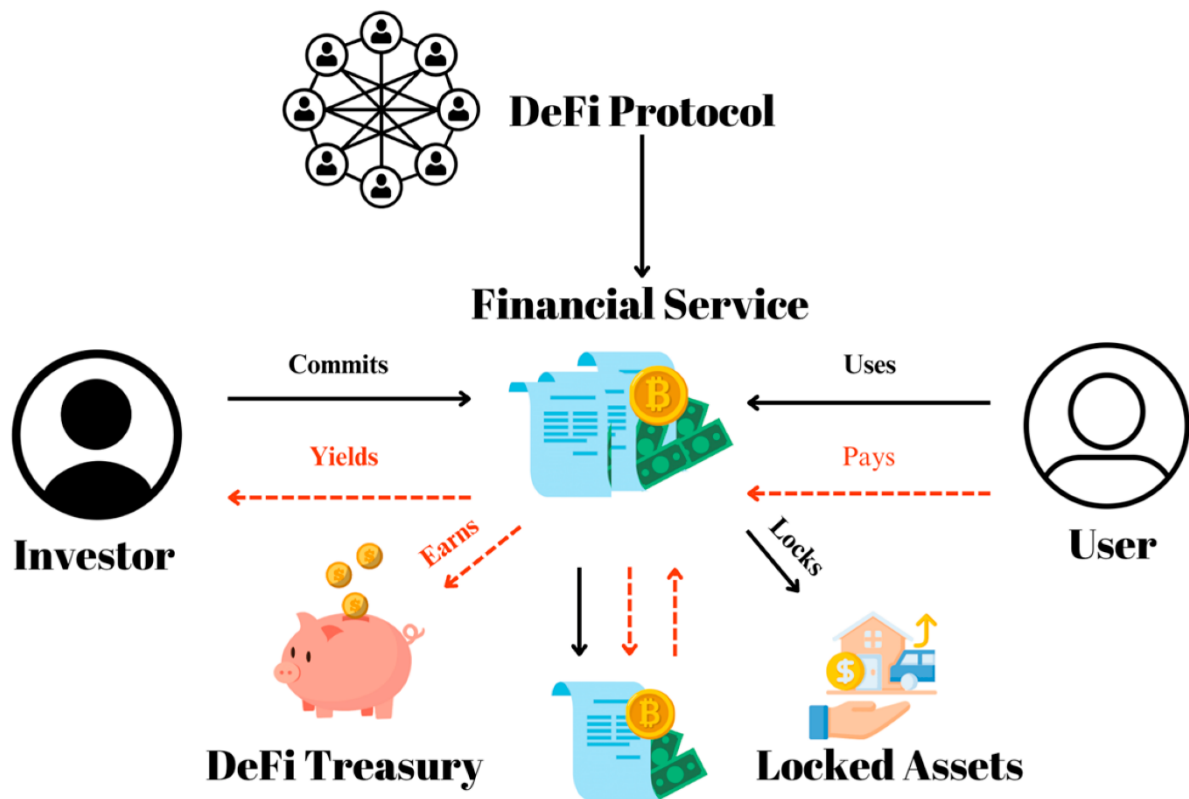 DeFi Protocol
Financial Service
Commits
Uses
Yields
Pays
Investor
Earns
Locks
User
DeFi Treasury
Locked Assets